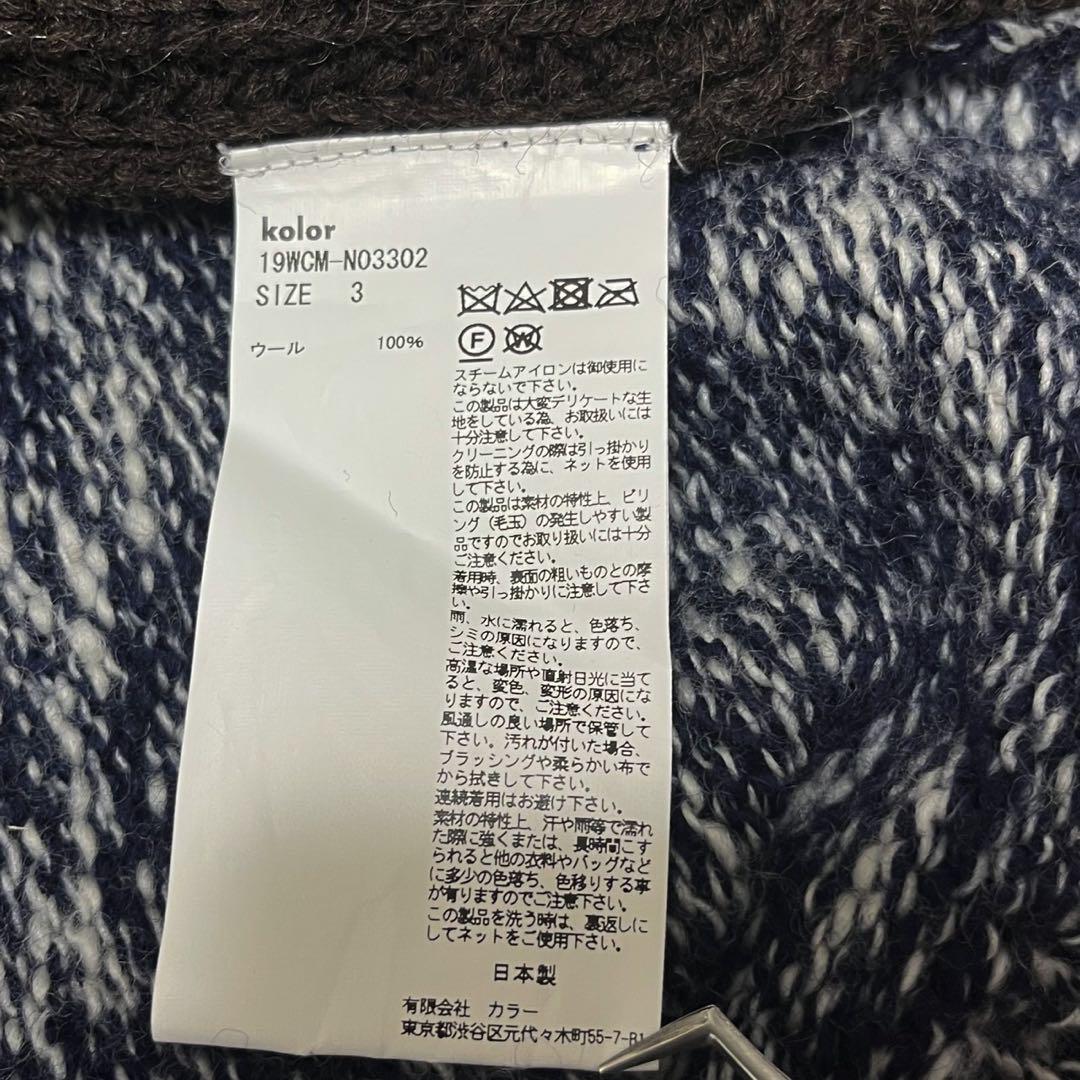 kolor
19WCM-N03302
SIZE 3
ウール 100%
F
W
スチームアイロンは御使用に
ならないで下さい。
この製品は大変デリケートな生
地をしている為、お取扱いには
十分注意して下さい。
クリーニングの際は引っ掛かり
を防止する為に、ネットを使用
して下さい。
この製品は素材の特性上、ピリ
ング（毛玉）の発生しやすい製
品ですのでお取り扱いには十分
ご注意ください。
着用時、表面の粗いものとの摩
擦や引っ掛かりに注意して下さ
い。
雨、水に濡れると、色落ち、
シミの原因になりますので、
ご注意ください。
高温な場所や直射日光に当て
ると、変色、変形の原因にな
りますので、ご注意ください。
風通しの良い場所で保管して
下さい。汚れが付いた場合、
ブラッシングや柔らかい布で
から拭きして下さい。
連続着用はお避け下さい。
素材の特性上、汗や雨等で濡れ
た際に強くまたは、長時間こす
られると他の衣料やバッグなど
に多少の色落ち、色移りする事
が有りますのでご注意下さい。
この製品を洗う時は、裏返しに
してネットをご使用下さい。
日本製
有限会社 カラー
東京都渋谷区元代々木町55-7-B1